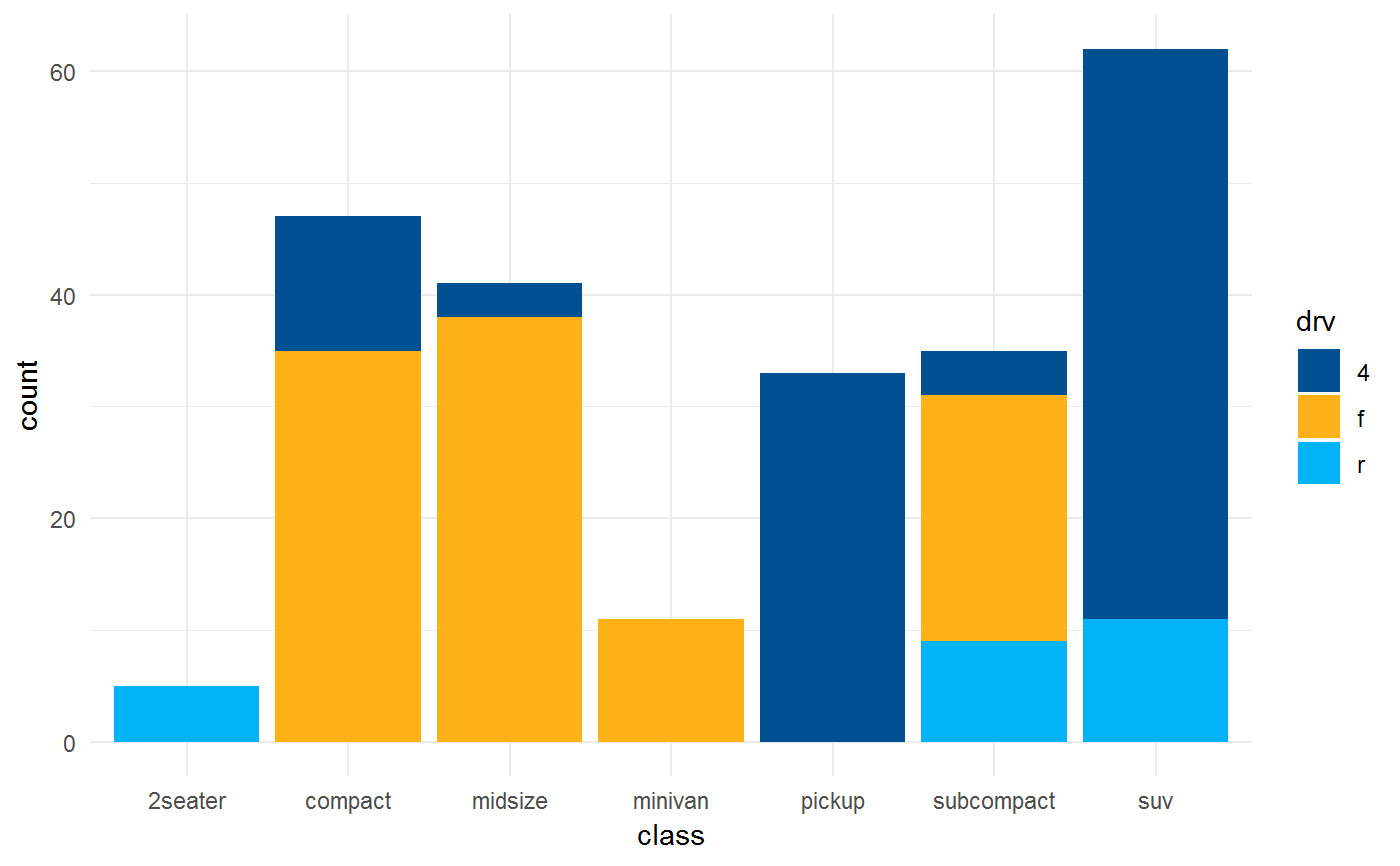 60
40
20
0
count
2seater compact midsize minivan pickup subcompact suv
class
drv
4
f
r